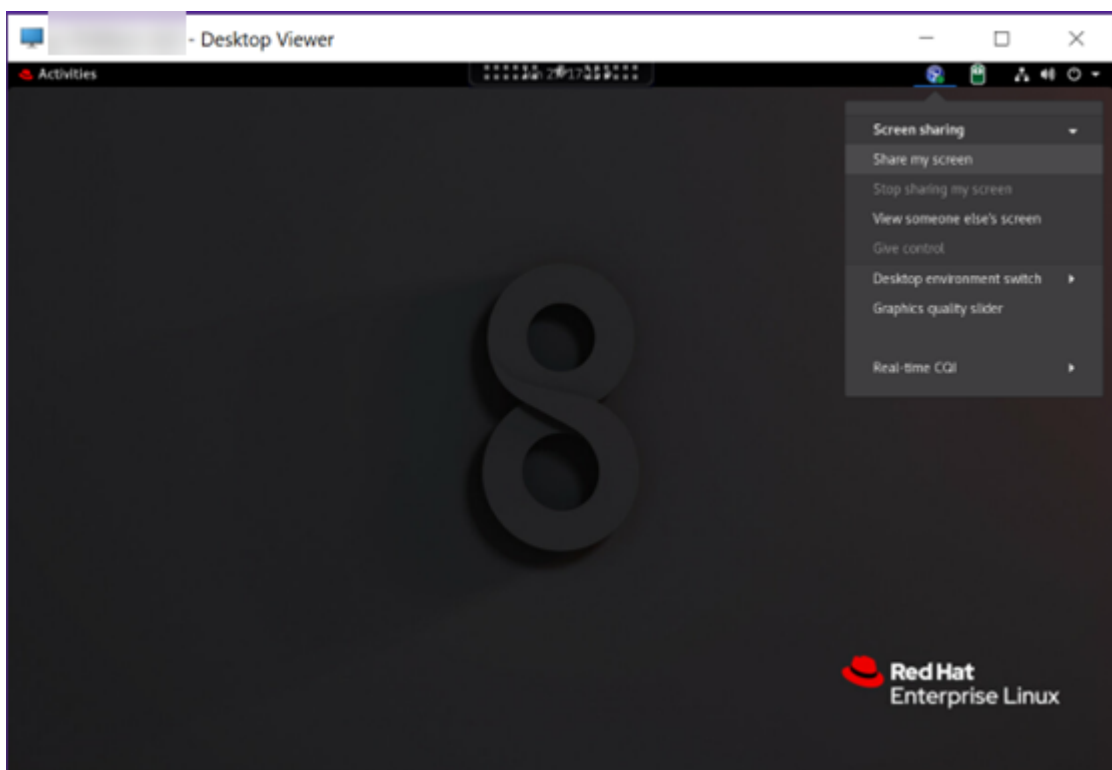 - Desktop Viewer
Activities
Screen sharing
Share my screen
Stop sharing my screen
View someone else's screen
Give control
Desktop environment switch
Graphics quality slider
Real-time CQI
8
Red Hat
Enterprise Linux